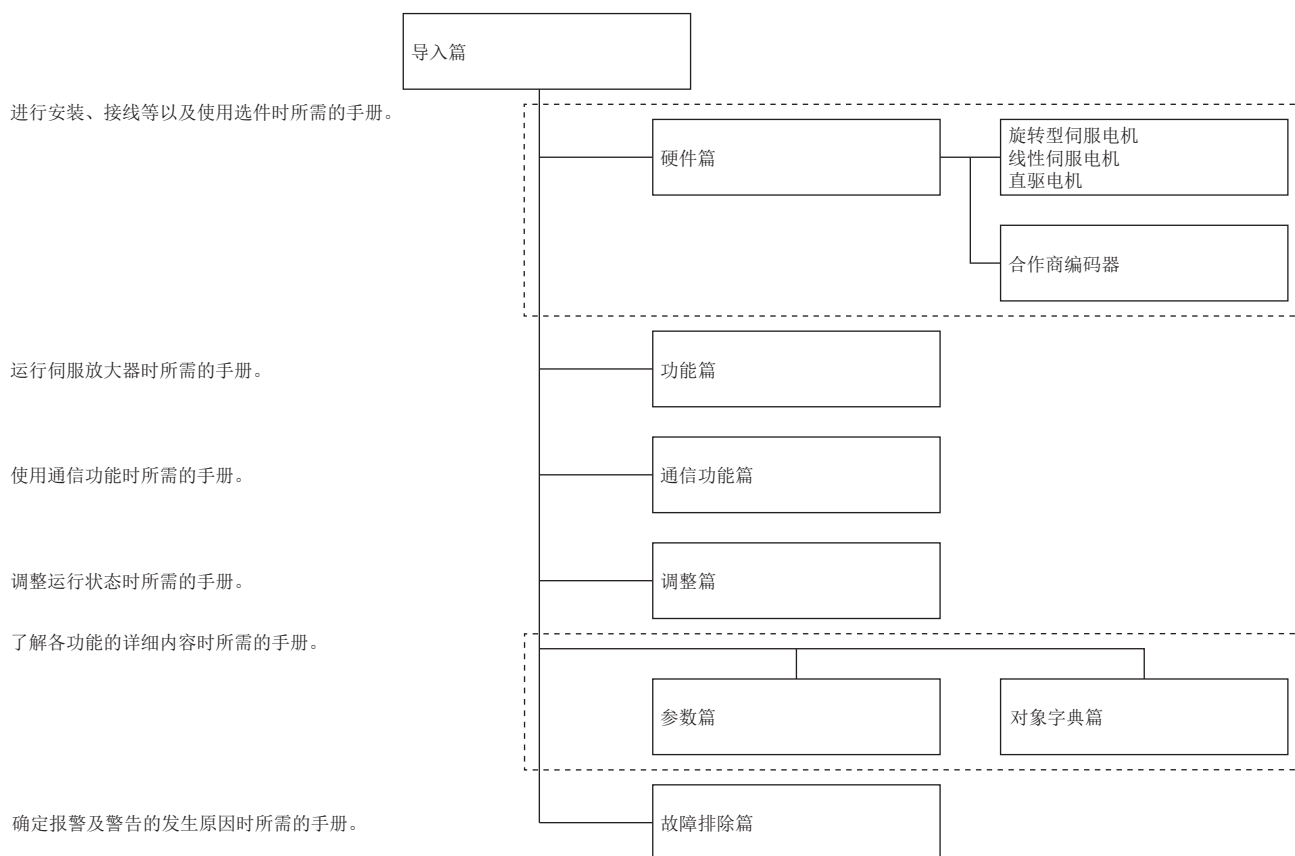 导入篇
进行安装、接线等以及使用选件时所需的手册。
硬件篇
旋转型伺服电机
线性伺服电机
直驱电机
合作商编码器
运行伺服放大器时所需的手册。
功能篇
使用通信功能时所需的手册。
通信功能篇
调整运行状态时所需的手册。
调整篇
了解各功能的详细内容时所需的手册。
参数篇
对象字典篇
确定报警及警告的发生原因时所需的手册。
故障排除篇